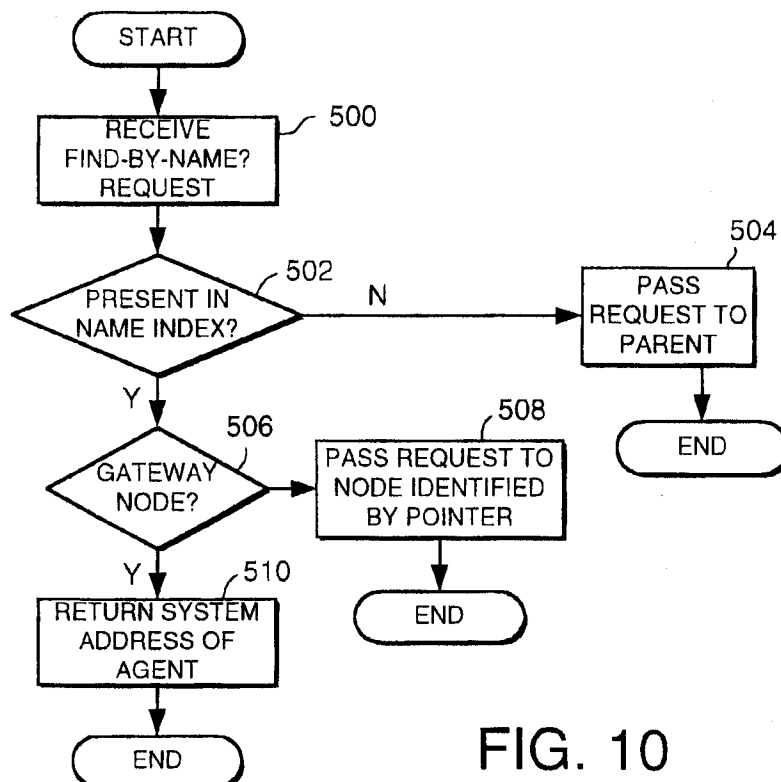 START
500
RECEIVE
FIND-BY-NAME?
REQUEST
502
PRESENT IN
NAME INDEX?
N
504
PASS
REQUEST TO
PARENT
END
Y
506
GATEWAY
NODE?
508
PASS REQUEST TO
NODE IDENTIFIED
BY POINTER
END
Y
510
RETURN SYSTEM
ADDRESS OF
AGENT
END
FIG. 10